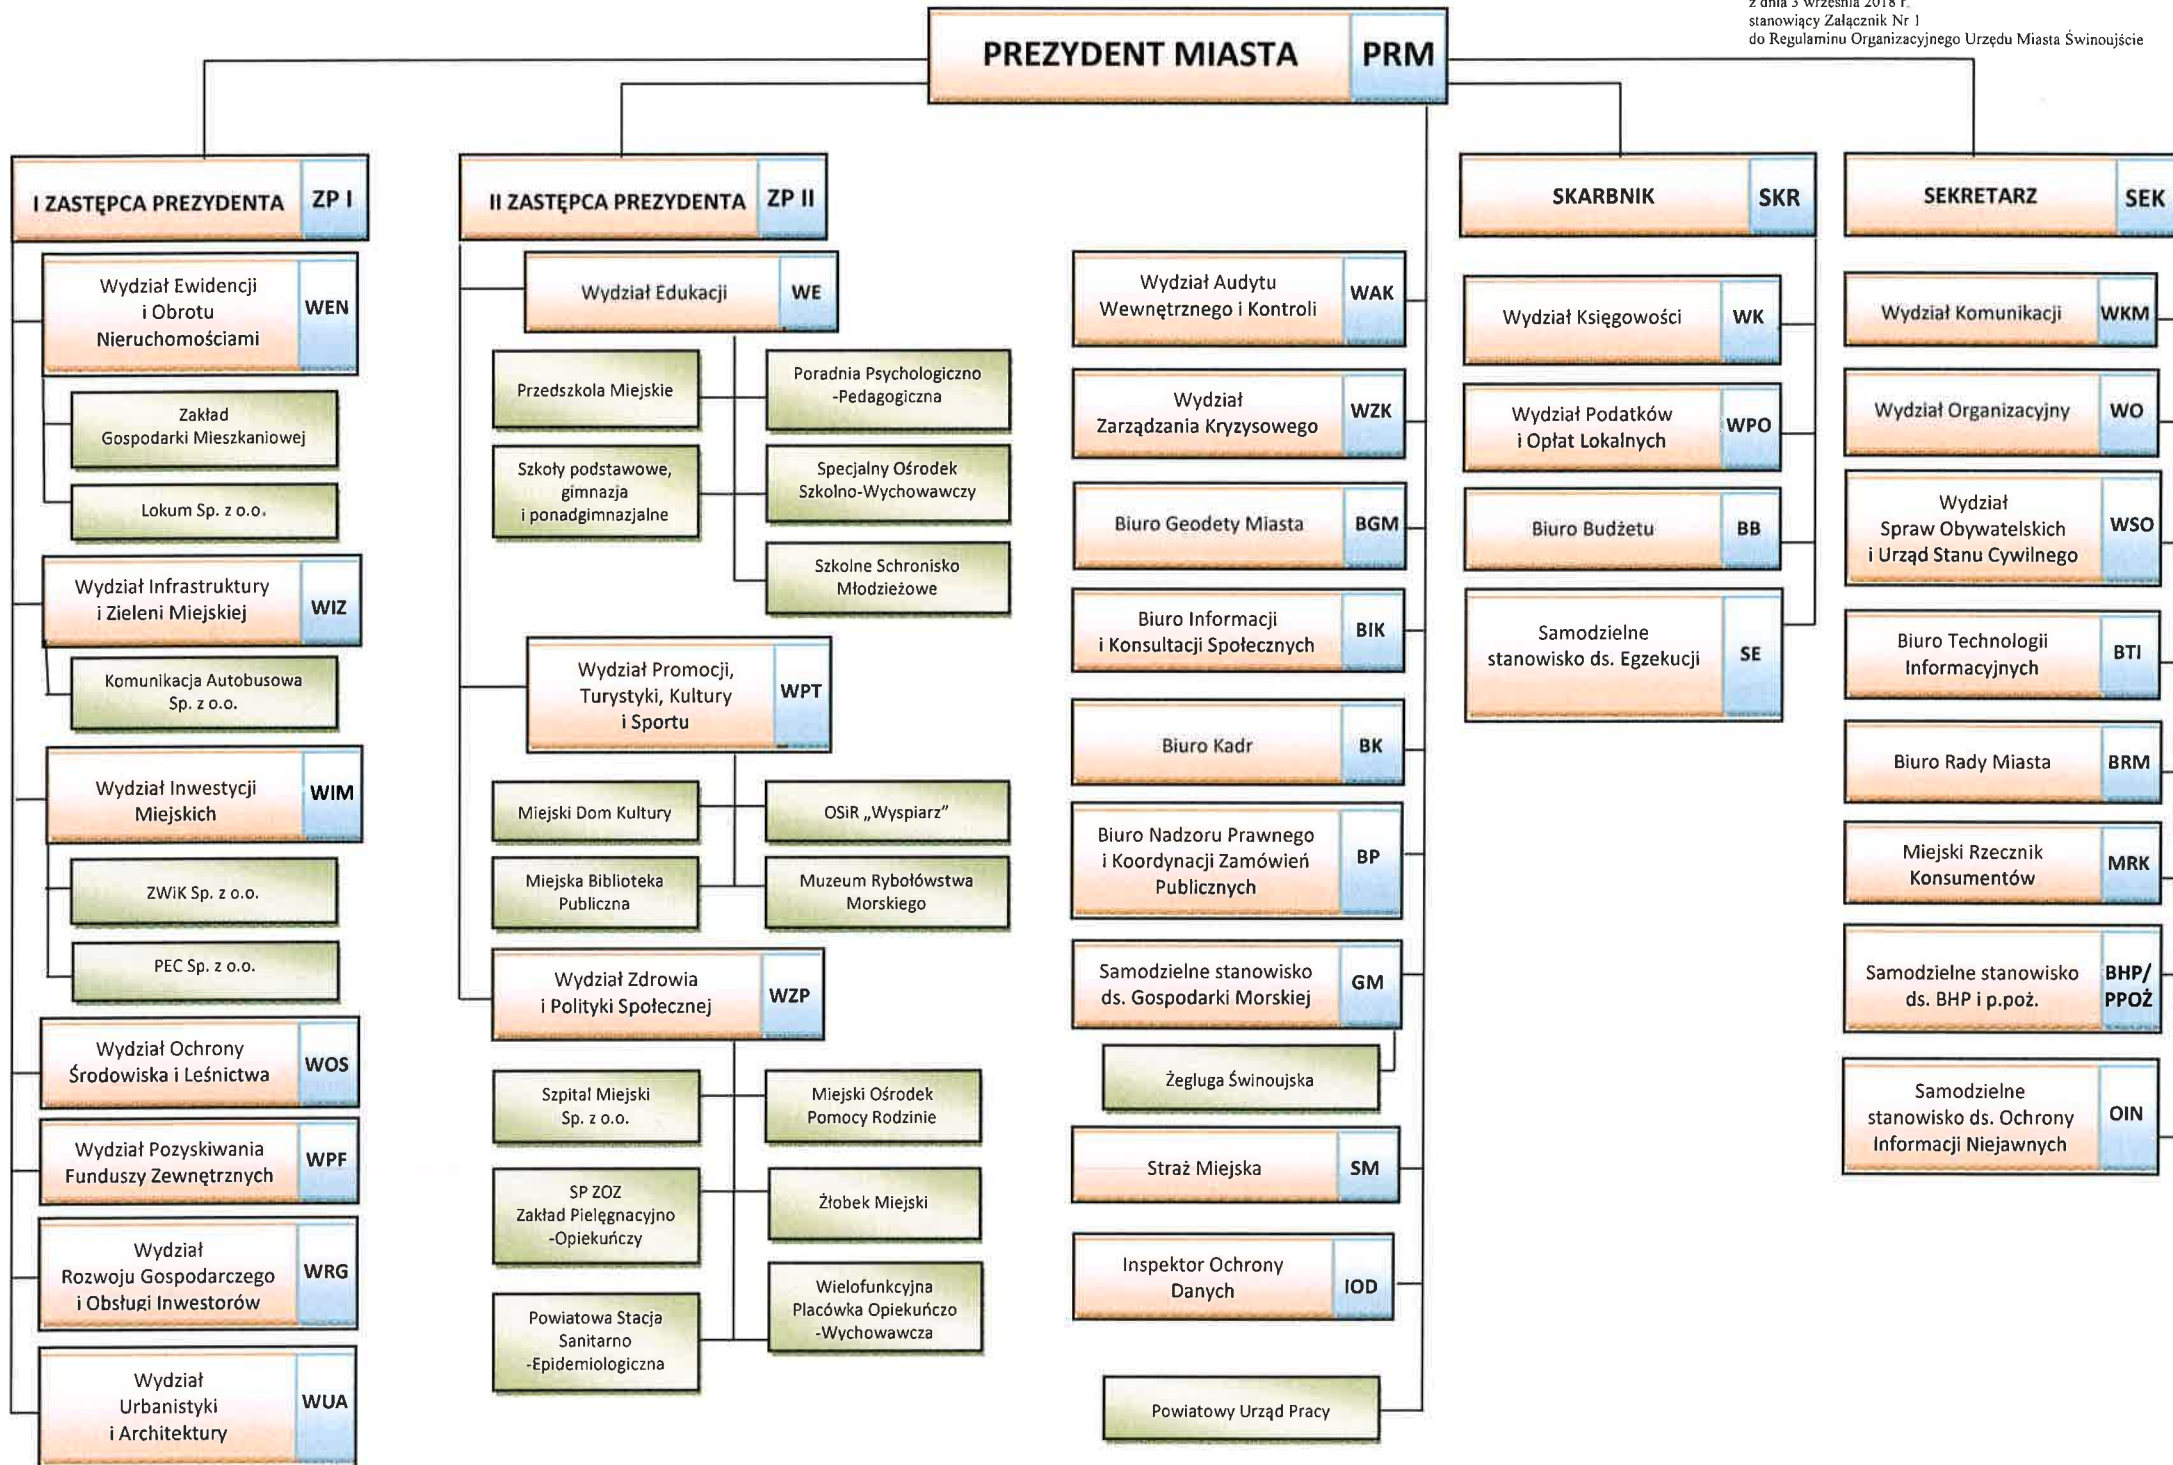 z dnia 3 września 2018 r.
stanowiący Załącznik Nr 1
do Regulaminu Organizacyjnego Urzędu Miasta Świnoujście
PREZYDENT MIASTA PRM
I ZASTĘPCA PREZYDENTA ZP I
Wydział Ewidencji
i Obrotu
Nieruchomościami
WEN
Zakład
Gospodarki Mieszkaniowej
Lokum Sp. z o.o.
Wydział Infrastruktury
i Zieleni Miejskiej
WIZ
Komunikacja Autobusowa
Sp. z o.o.
Wydział Inwestycji
Miejskich
WIM
ZWiK Sp. z o.o.
PEC Sp. z o.o.
Wydział Ochrony
Środowiska i Leśnictwa
WOS
Wydział Pozyskiwania
Funduszy Zewnętrznych
WPF
Wydział
Rozwoju Gospodarczego
i Obsługi Inwestorów
WRG
Wydział
Urbanistyki
i Architektury
WUA
II ZASTĘPCA PREZYDENTA ZP II
Wydział Edukacji WE
Przedszkola Miejskie
Poradnia Psychologiczno
-Pedagogiczna
Szkoły podstawowe,
gimnazja
i ponadgimnazjalne
Specjalny Ośrodek
Szkolno-Wychowawczy
Szkolne Schronisko
Młodzieżowe
Wydział Promocji,
Turystyki, Kultury
i Sportu
WPT
Miejski Dom Kultury
OSiR „Wyspiarz”
Miejska Biblioteka
Publiczna
Muzeum Rybołówstwa
Morskiego
Wydział Zdrowia
i Polityki Społecznej
WZP
Szpital Miejski
Sp. z o.o.
Miejski Ośrodek
Pomocy Rodzinie
SP ZOZ
Zakład Pielęgnacyjno
-Opiekuńczy
Żłobek Miejski
Powiatowa Stacja
Sanitarno
-Epidemiologiczna
Wielofunkcyjna
Placówka Opiekuńczo
-Wychowawcza
Wydział Audytu
Wewnętrznego i Kontroli
WAK
Wydział
Zarządzania Kryzysowego
WZK
Biuro Geodety Miasta BGM
Biuro Informacji
i Konsultacji Społecznych
BIK
Biuro Kadr BK
Biuro Nadzoru Prawnego
i Koordynacji Zamówień
Publicznych
BP
Samodzielne stanowisko
ds. Gospodarki Morskiej
GM
Żegluga Świnoujska
Straż Miejska SM
Inspektor Ochrony
Danych
IOD
Powiatowy Urząd Pracy
SKARBNIK SKR
Wydział Księgowości WK
Wydział Podatków
i Opłat Lokalnych
WPO
Biuro Budżetu BB
Samodzielne
stanowisko ds. Egzekucji
SE
SEKRETARZ SEK
Wydział Komunikacji WKM
Wydział Organizacyjny WO
Wydział
Spraw Obywatelskich
i Urząd Stanu Cywilnego
WSO
Biuro Technologii
Informacyjnych
BTI
Biuro Rady Miasta BRM
Miejski Rzecznik
Konsumentów
MRK
Samodzielne stanowisko
ds. BHP i p.poż.
BHP/
PPOŻ
Samodzielne
stanowisko ds. Ochrony
Informacji Niejawnych
OIN